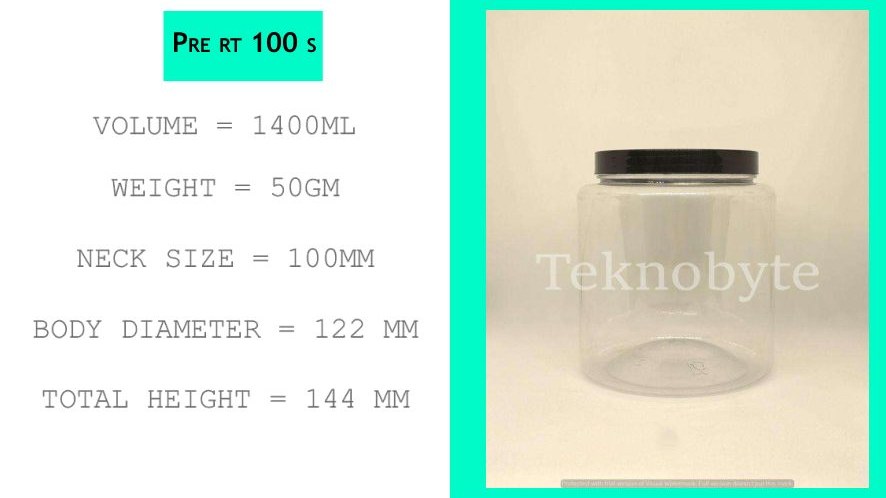 Pre rt 100 s
VOLUME = 1400ML
WEIGHT = 50GM
NECK SIZE = 100MM
BODY DIAMETER = 122 MM
TOTAL HEIGHT = 144 MM
Teknobyte